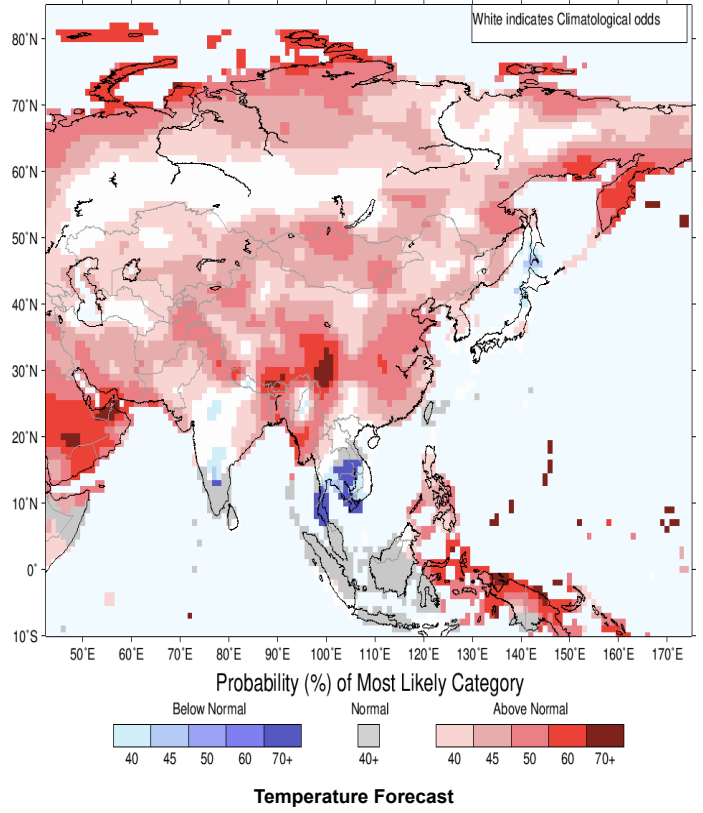 White indicates Climatological odds
80°N
70°N
60°N
50°N
40°N
30°N
20°N
10°N
0°
10°S
50°E 60°E 70°E 80°E 90°E 100°E 110°E 120°E 130°E 140°E 150°E 160°E 170°E
Probability (%) of Most Likely Category
Below Normal Normal Above Normal
40 45 50 60 70+ 40+ 40 45 50 60 70+
Temperature Forecast